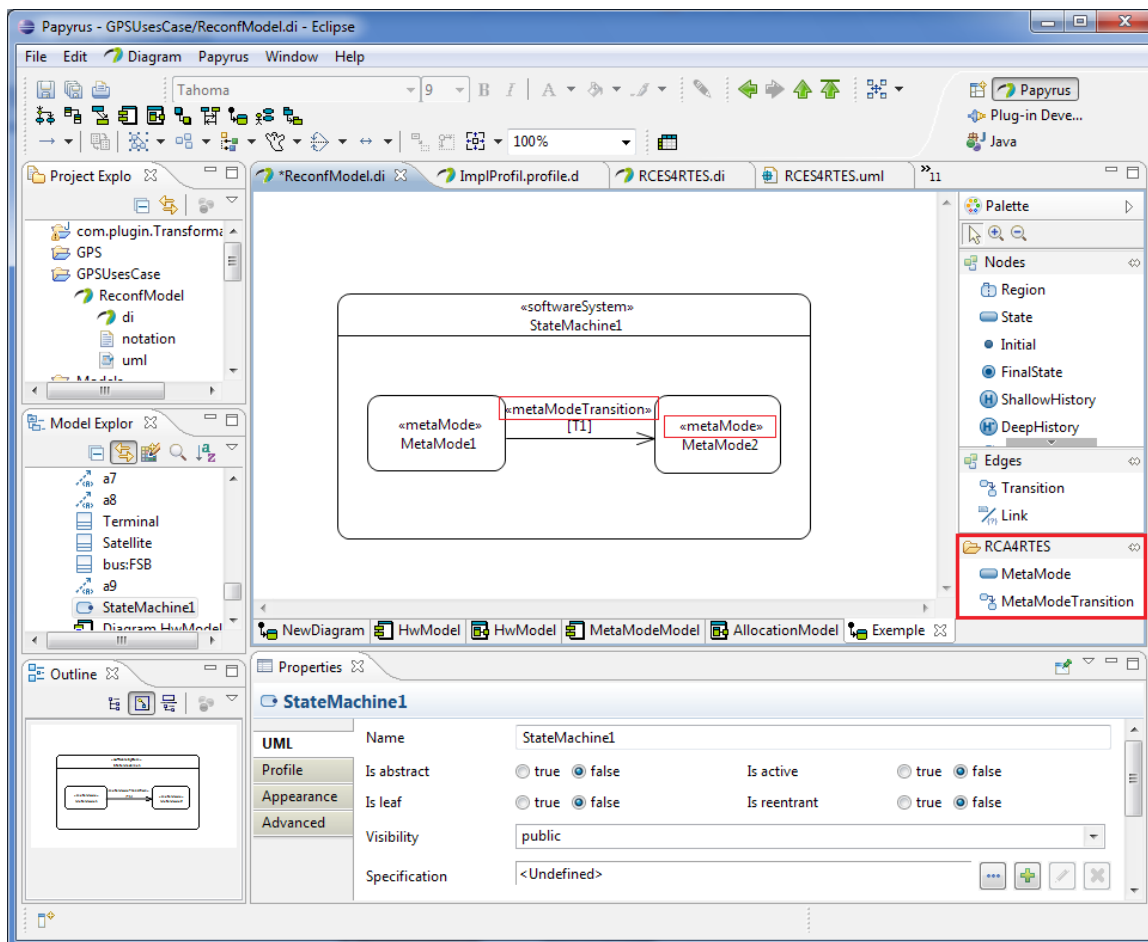 Papyrus - GPSUsesCase/ReconfModel.di - Eclipse
File Edit Diagram Papyrus Window Help
Tahoma 9 B I A
Papyrus
Plug-in Deve...
Java
100%
Project Explo
com.plugin.Transforma
GPS
GPSUsesCase
ReconfModel
di
notation
uml
Models
*ReconfModel.di ImplProfil.profile.d RCES4RTES.di RCES4RTES.uml »11
«softwareSystem»
StateMachine1
«metaMode»
MetaMode1
«metaModeTransition»
[T1]
«metaMode»
MetaMode2
Palette
Nodes
Region
State
Initial
FinalState
ShallowHistory
DeepHistory
Edges
Transition
Link
RCA4RTES
MetaMode
MetaModeTransition
Model Explor
a7
a8
Terminal
Satellite
bus:FSB
a9
StateMachine1
Diagram HwModel
NewDiagram HwModel HwModel MetaModeModel AllocationModel Exemple
Outline
Properties
StateMachine1
UML
Profile
Appearance
Advanced
Name StateMachine1
Is abstract true false Is active true false
Is leaf true false Is reentrant true false
Visibility public
Specification <Undefined>